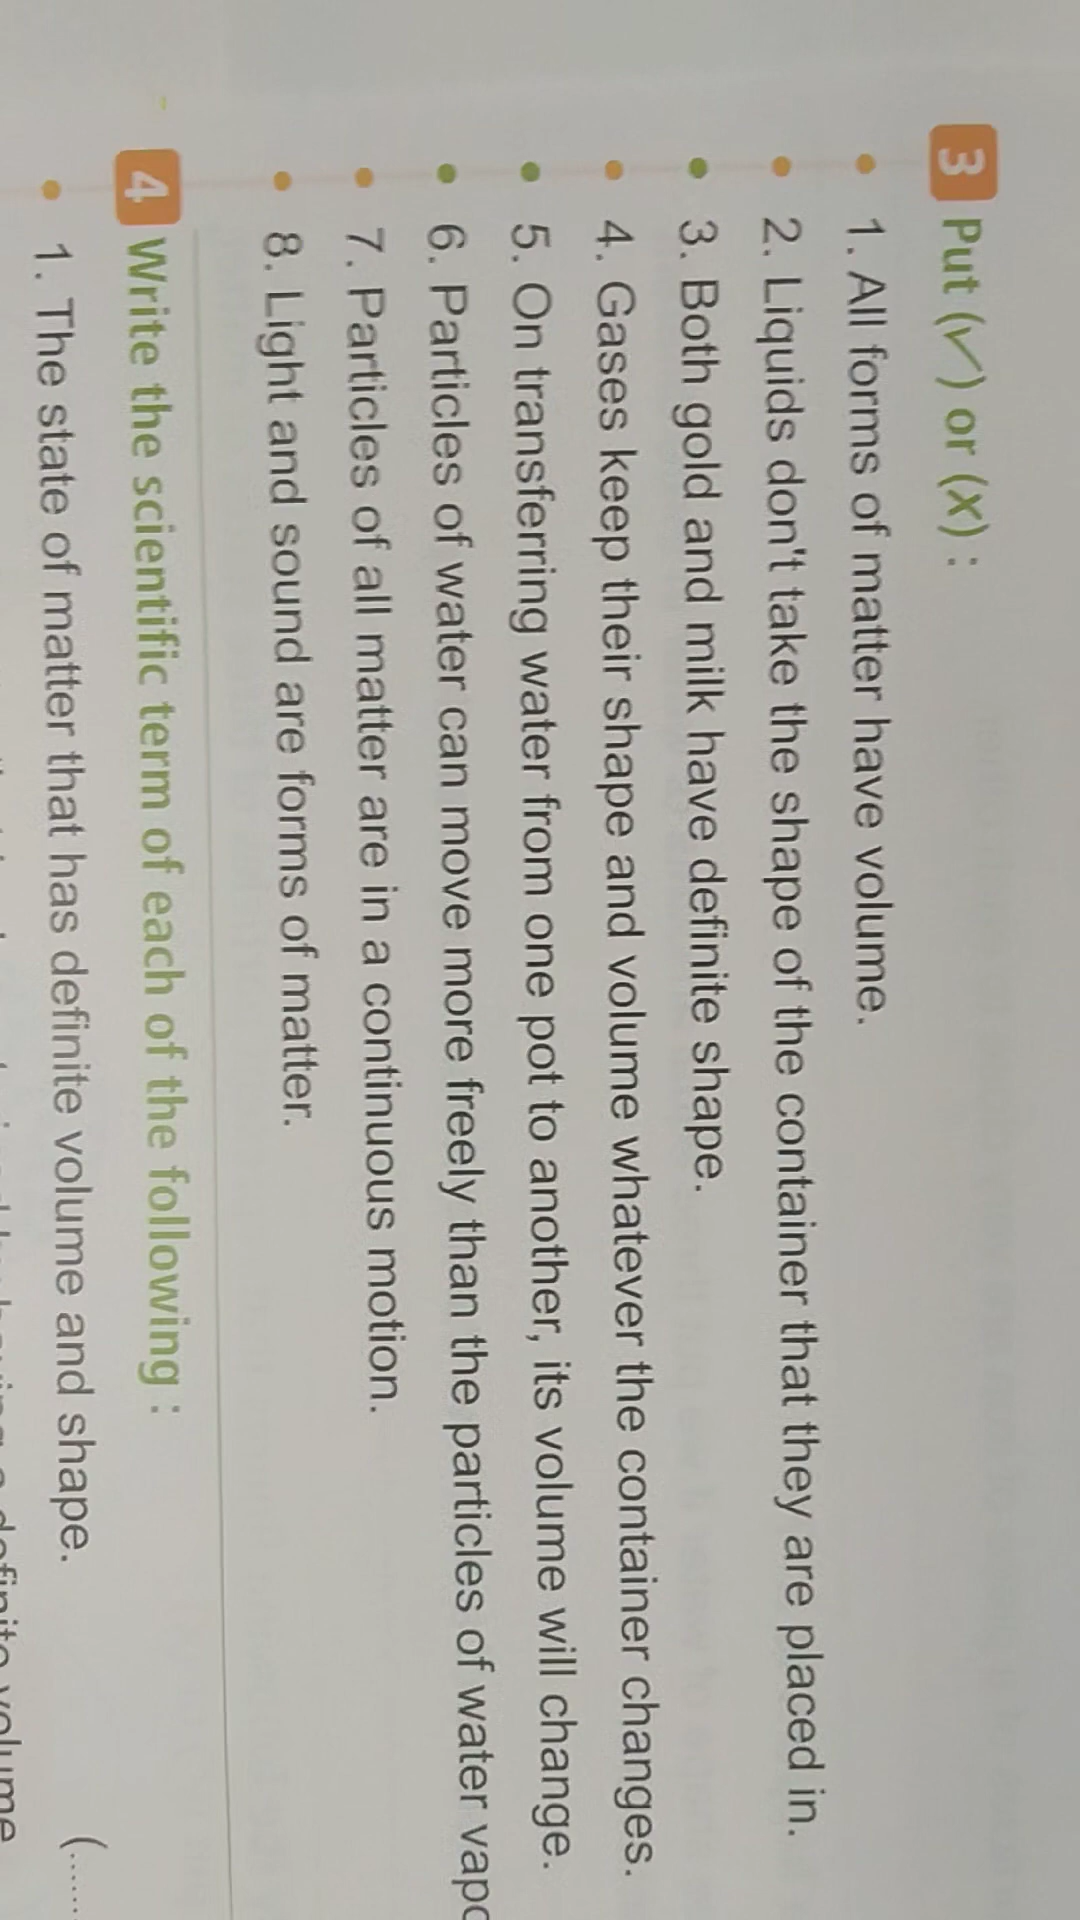 3 Put (✓) or (x) :
1. All forms of matter have volume.
2. Liquids don't take the shape of the container that they are placed in.
3. Both gold and milk have definite shape.
4. Gases keep their shape and volume whatever the container changes.
5. On transferring water from one pot to another, its volume will change.
6. Particles of water can move more freely than the particles of water
7. Particles of all matter are in a continuous motion.
8. Light and sound are forms of matter.
4 Write the scientific term of each of the following :
1. The state of matter that has definite volume and shape. (.......